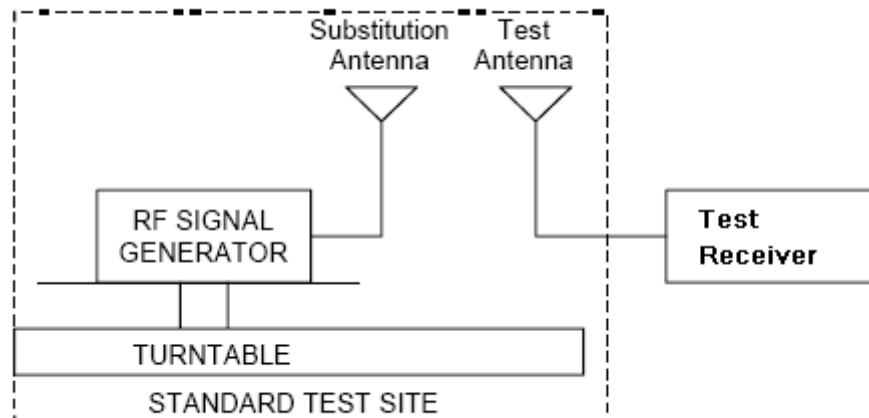 Substitution
Antenna
Test
Antenna
RF SIGNAL
GENERATOR
Test
Receiver
TURNTABLE
STANDARD TEST SITE